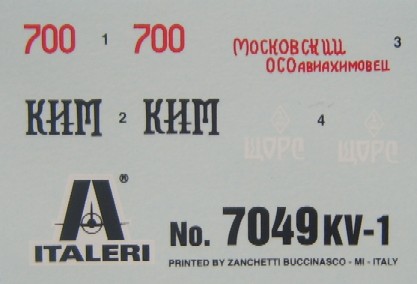 700 1 700
Московский 3
ОСОАВИАХИМОВЕЦ
КИМ 2 КИМ
4
ЩОРС ЩОРС
ITALERI ®
No. 7049 KV-1
PRINTED BY ZANCHETTI BUCCINASCO - MI - ITALY